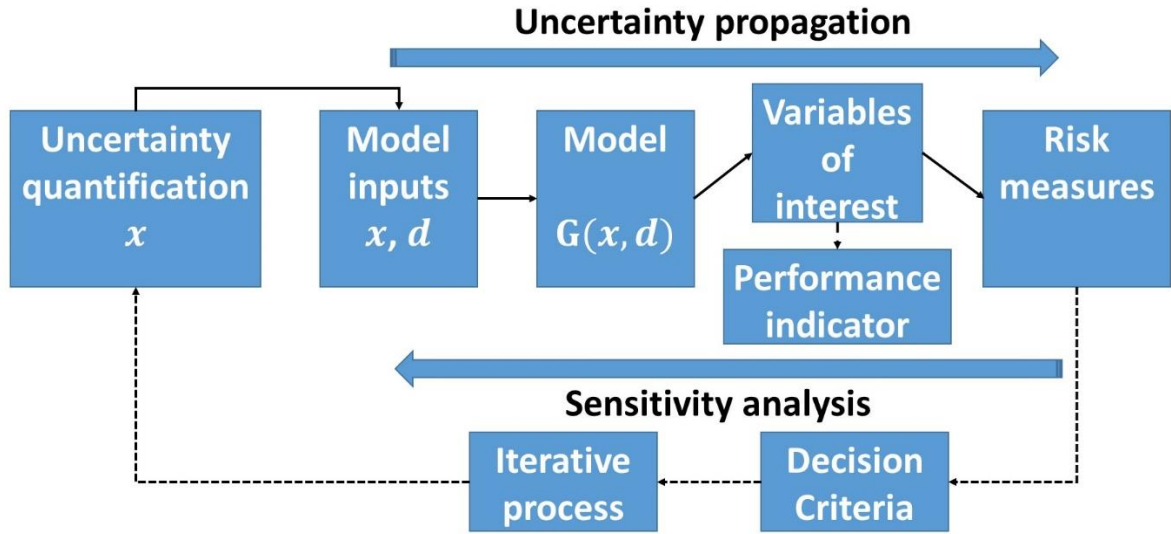 Uncertainty propagation
Uncertainty
quantification
x
Model
inputs
x, d
Model
G(x, d)
Variables
of
interest
Risk
measures
Performance
indicator
Sensitivity analysis
Iterative
process
Decision
Criteria